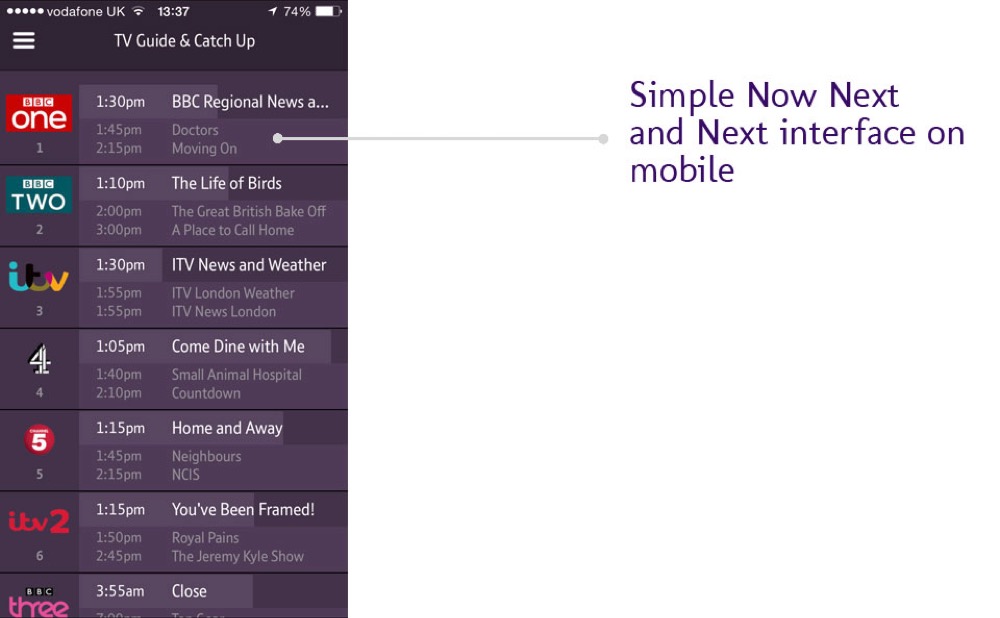 vodafone UK 13:37 74%
TV Guide & Catch Up
BBC one
1
1:30pm BBC Regional News a...
1:45pm Doctors
2:15pm Moving On
BBC TWO
2
1:10pm The Life of Birds
2:00pm The Great British Bake Off
3:00pm A Place to Call Home
itv
3
1:30pm ITV News and Weather
1:55pm ITV London Weather
1:55pm ITV News London
4
4
1:05pm Come Dine with Me
1:40pm Small Animal Hospital
2:10pm Countdown
CHANNEL 5
5
1:15pm Home and Away
1:45pm Neighbours
2:15pm NCIS
itv2
6
1:15pm You've Been Framed!
1:50pm Royal Pains
2:45pm The Jeremy Kyle Show
BBC three
3:55am Close
Simple Now Next
and Next interface on
mobile